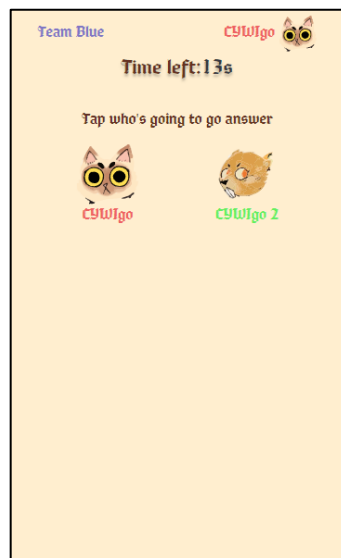 Team Blue
CYWIgo
Time left:13s
Tap who's going to go answer
CYWIgo
CYWIgo 2